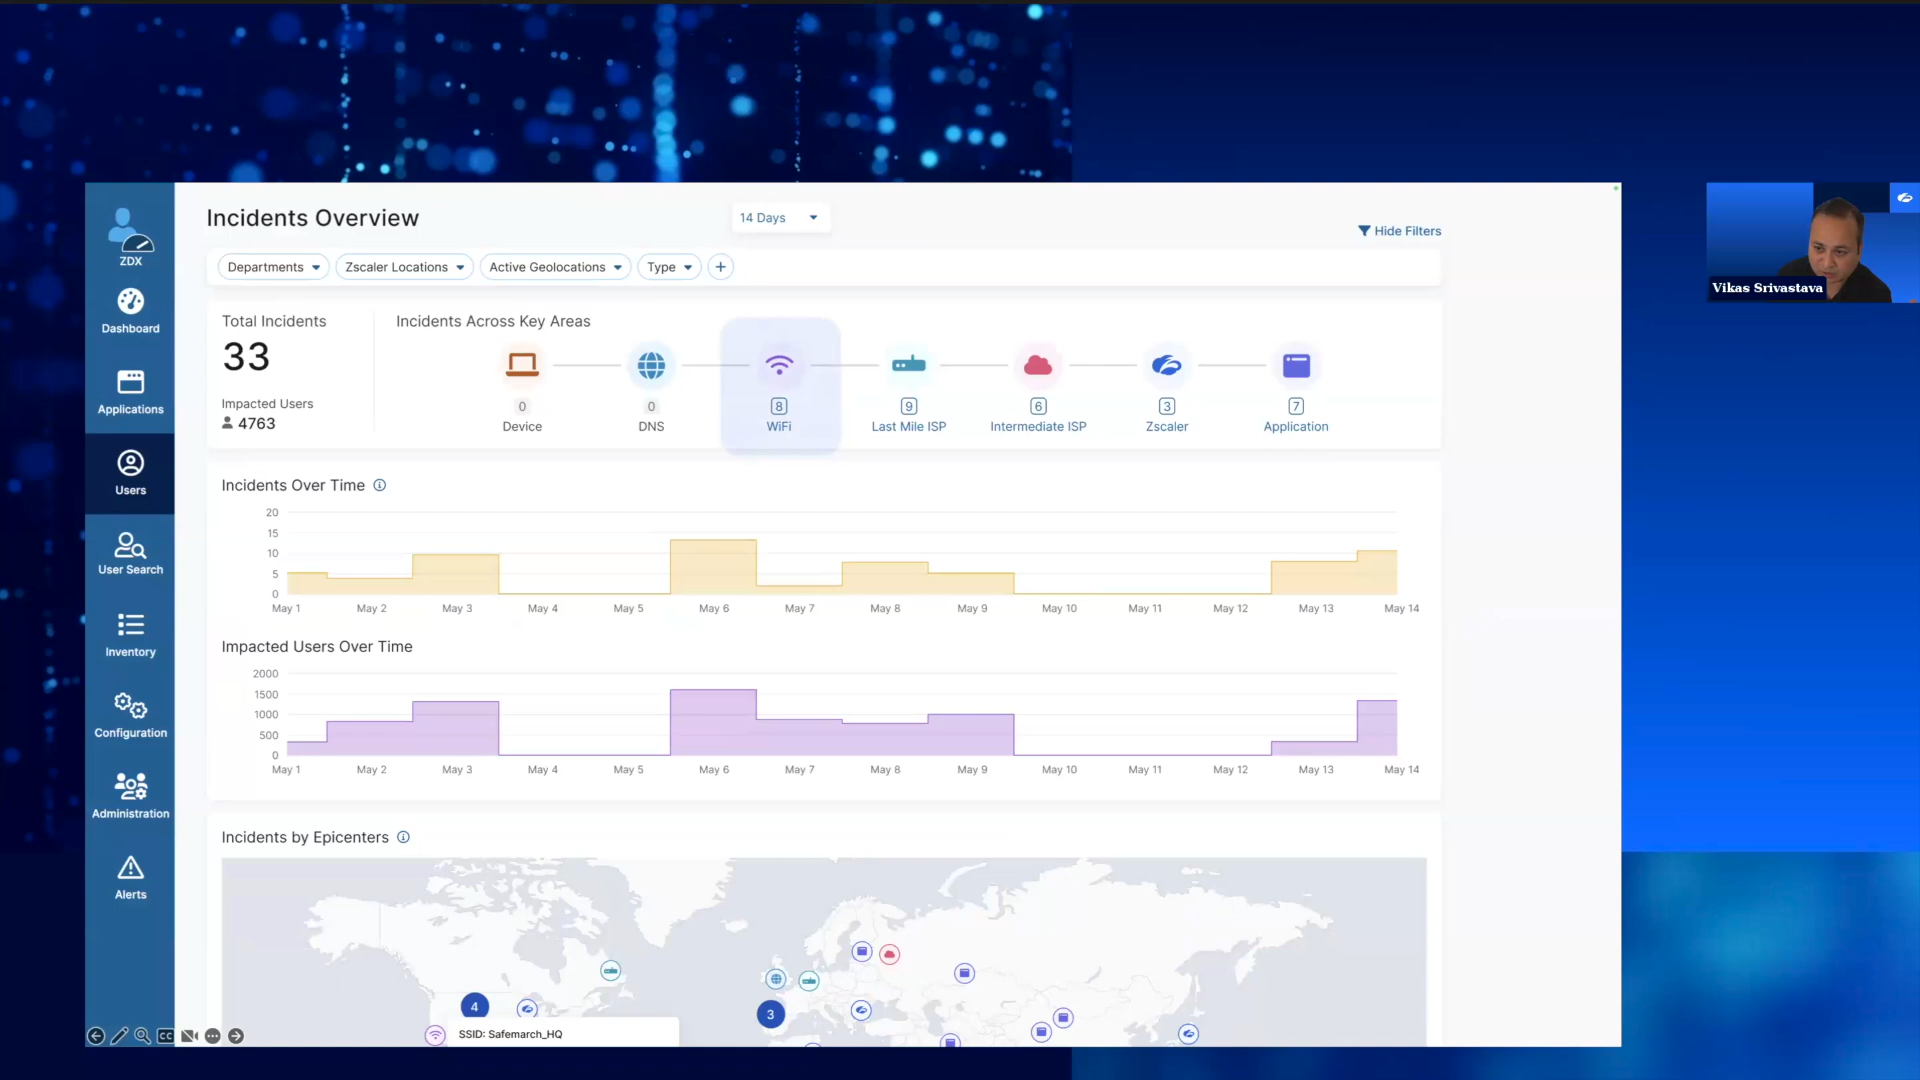 Incidents Overview
14 Days
Hide Filters
Departments
Zscaler Locations
Active Geolocations
Type
ZDX
Dashboard
Applications
Users
User Search
Inventory
Configuration
Administration
Alerts
Total Incidents
33
Impacted Users
4763
Incidents Across Key Areas
0
Device
0
DNS
8
WiFi
9
Last Mile ISP
6
Intermediate ISP
3
Zscaler
7
Application
Incidents Over Time
20
15
10
5
0
May 1 May 2 May 3 May 4 May 5 May 6 May 7 May 8 May 9 May 10 May 11 May 12 May 13 May 14
Impacted Users Over Time
2000
1500
1000
500
0
May 1 May 2 May 3 May 4 May 5 May 6 May 7 May 8 May 9 May 10 May 11 May 12 May 13 May 14
Incidents by Epicenters
4
3
SSID: Safemarch_HQ
CC
Vikas Srivastava